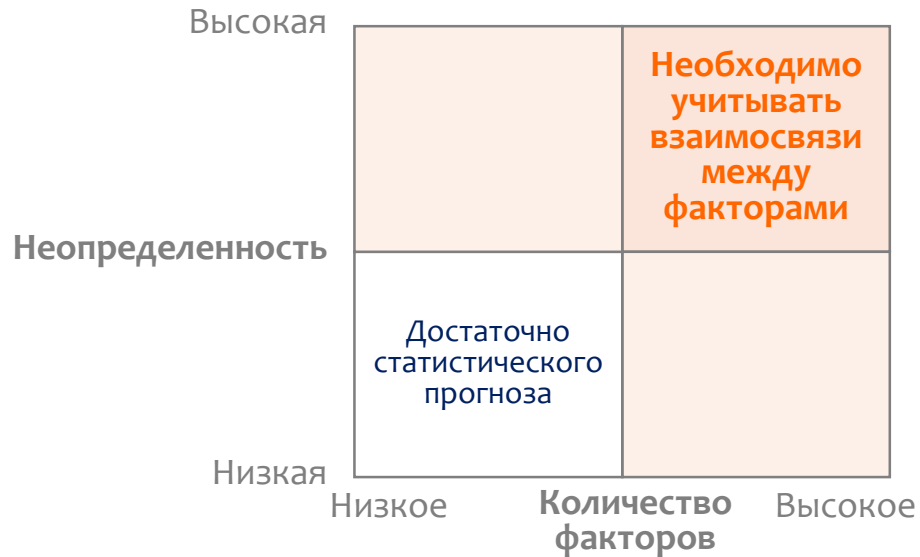 Высокая
Необходимо
учитывать
взаимосвязи
между
факторами
Неопределенность
Достаточно
статистического
прогноза
Низкая
Низкое
Количество
факторов
Высокое